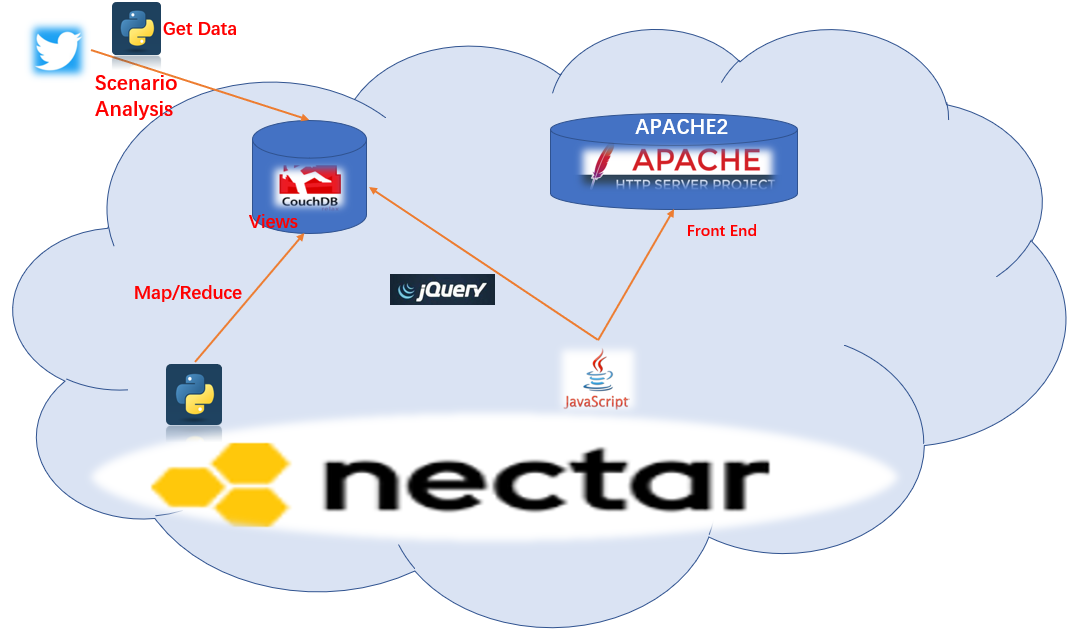 Get Data
Scenario
Analysis
APACHE2
APACHE
HTTP SERVER PROJECT
CouchDB
Views
Front End
Map/Reduce
jQuery
JavaScript
nectar